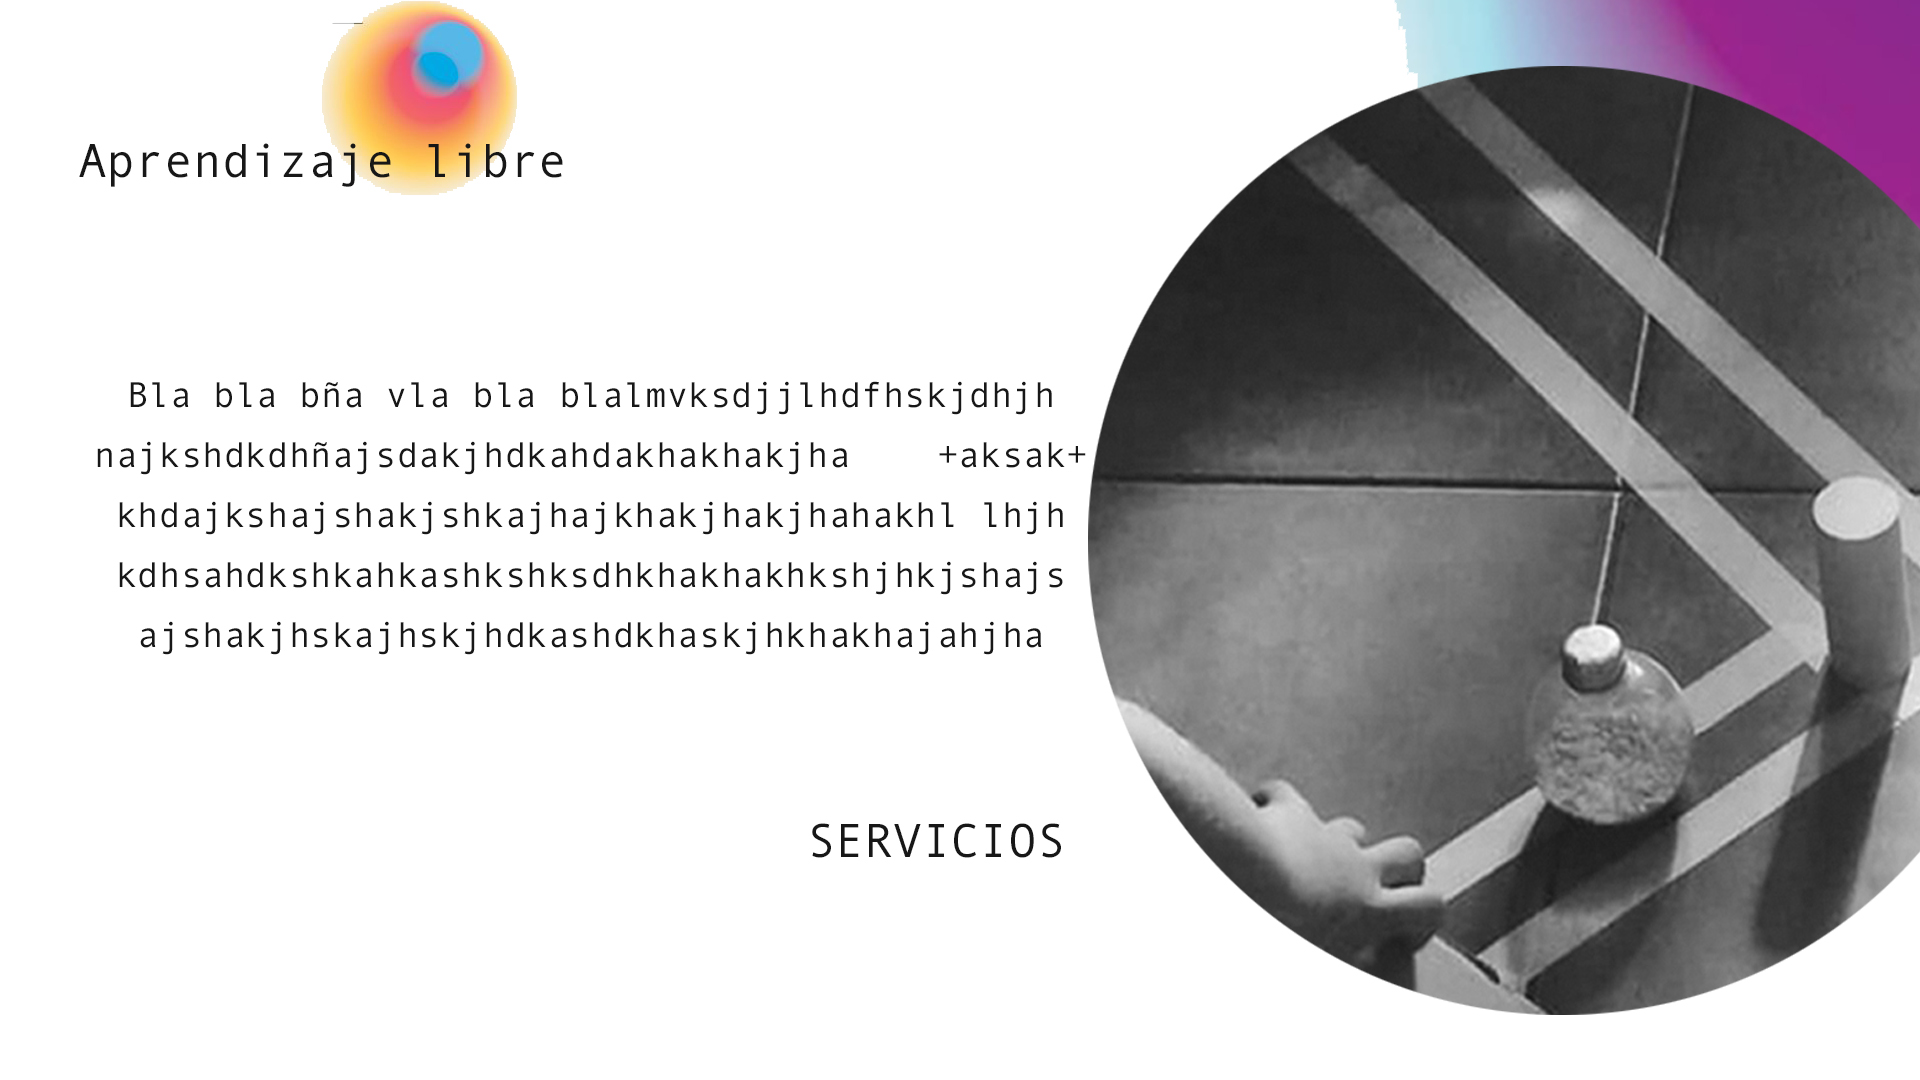 Aprendizaje libre
Bla bla bña vla bla blalmvksdjjlhdfhskjdhjh
najkshdkdhñajsdakjhdkahdakhakhakjha    +aksak+
khdajkshajshakjshkajhajkhakjhakjhahakhl lhjh
kdhsahdkshkahkashkshksdhkhakhakhkshjhkjshajs
ajshakjhskajhskjhdkashdkhaskjhkhakhajahjha
SERVICIOS